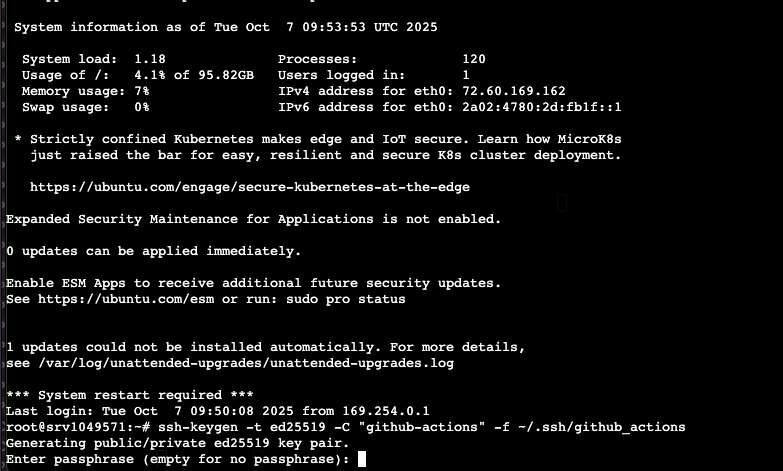 System information as of Tue Oct  7 09:53:53 UTC 2025
System load:  1.18               Processes:             120
Usage of /:   4.1% of 95.82GB   Users logged in:       1
Memory usage: 7%                 IPv4 address for eth0: 72.60.169.162
Swap usage:   0%                 IPv6 address for eth0: 2a02:4780:2d:fb1f::1
* Strictly confined Kubernetes makes edge and IoT secure. Learn how MicroK8s
just raised the bar for easy, resilient and secure K8s cluster deployment.
https://ubuntu.com/engage/secure-kubernetes-at-the-edge
Expanded Security Maintenance for Applications is not enabled.
0 updates can be applied immediately.
Enable ESM Apps to receive additional future security updates.
See https://ubuntu.com/esm or run: sudo pro status
1 updates could not be installed automatically. For more details,
see /var/log/unattended-upgrades/unattended-upgrades.log
*** System restart required ***
Last login: Tue Oct  7 09:50:08 2025 from 169.254.0.1
root@srv1049571:~# ssh-keygen -t ed25519 -C "github-actions" -f ~/.ssh/github_actions
Generating public/private ed25519 key pair.
Enter passphrase (empty for no passphrase):